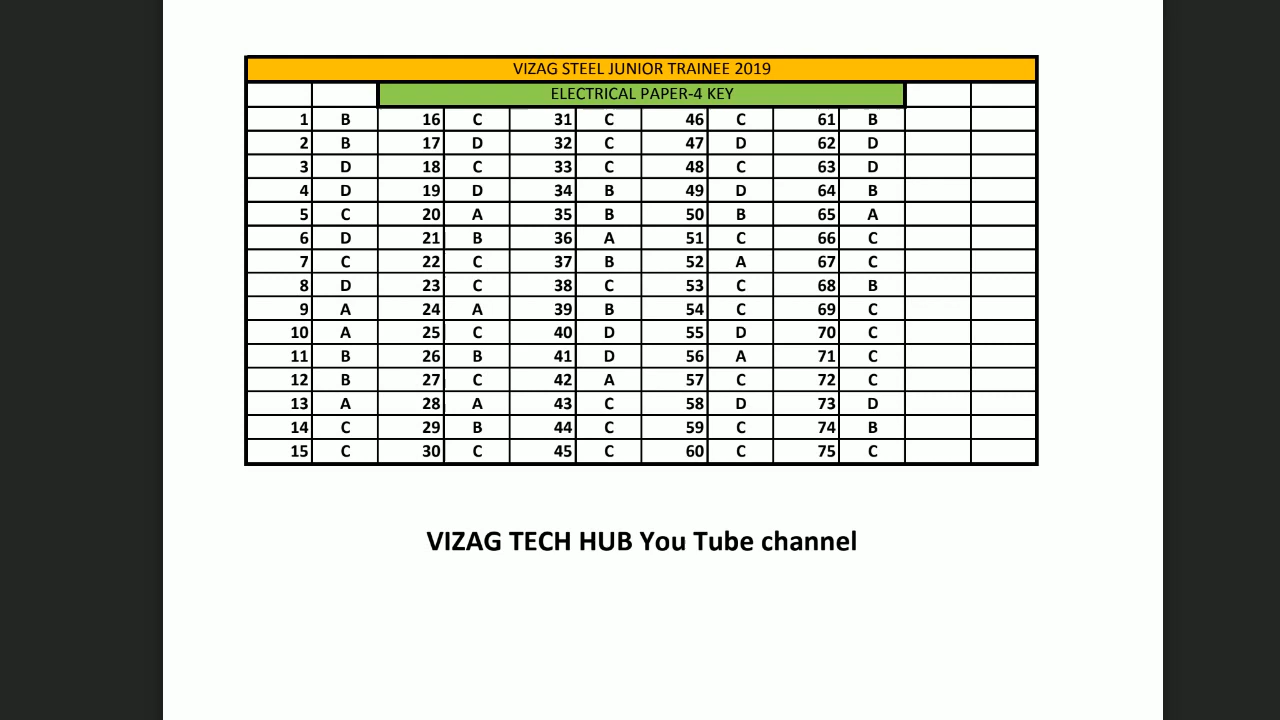 VIZAG STEEL JUNIOR TRAINEE 2019
ELECTRICAL PAPER-4 KEY
1 B 16 C 31 C 46 C 61 B
2 B 17 D 32 C 47 D 62 D
3 D 18 C 33 C 48 C 63 D
4 D 19 D 34 B 49 D 64 B
5 C 20 A 35 B 50 B 65 A
6 D 21 B 36 A 51 C 66 C
7 C 22 C 37 B 52 A 67 C
8 D 23 C 38 C 53 C 68 B
9 A 24 A 39 B 54 C 69 C
10 A 25 C 40 D 55 D 70 C
11 B 26 B 41 D 56 A 71 C
12 B 27 C 42 A 57 C 72 C
13 A 28 A 43 C 58 D 73 D
14 C 29 B 44 C 59 C 74 B
15 C 30 C 45 C 60 C 75 C
VIZAG TECH HUB You Tube channel